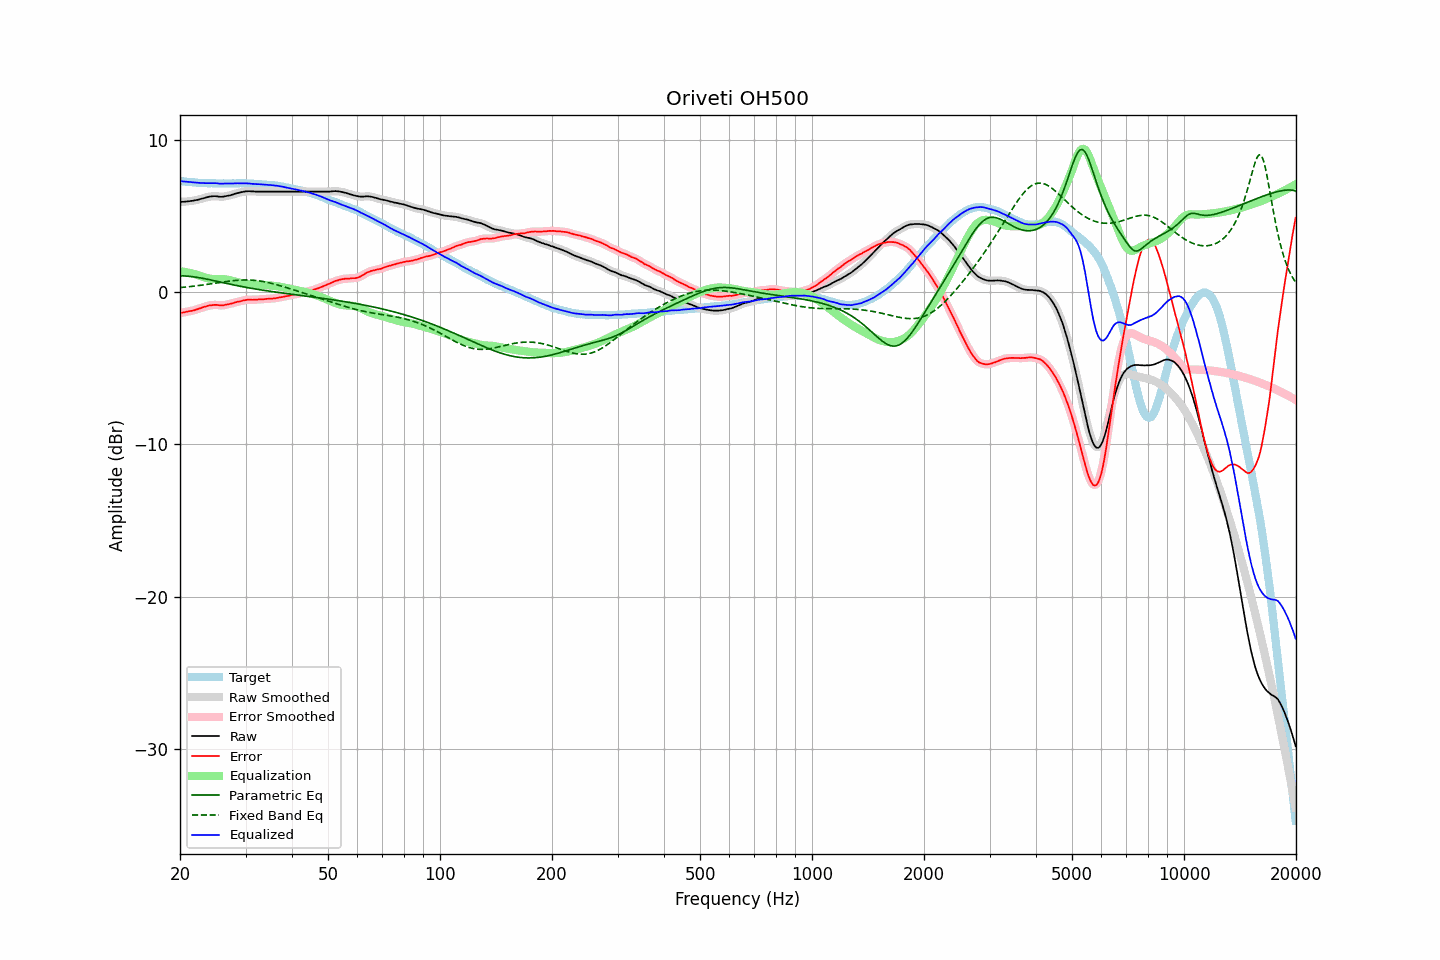 Oriveti OH500
10
0
−10
−20
−30
Amplitude (dBr)
Target
Raw Smoothed
Error Smoothed
Raw
Error
Equalization
Parametric Eq
Fixed Band Eq
Equalized
20 50 100 200 500 1000 2000 5000 10000 20000
Frequency (Hz)